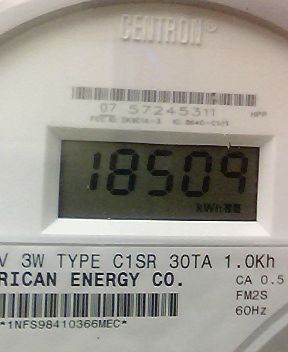 CENTRON®
07 57245311 HPP
18509
kWh
V 3W TYPE C1SR 30TA 1.0Kh
RICAN ENERGY CO. CA 0.5
FM2S
60Hz
*1NFS98410366MEC*